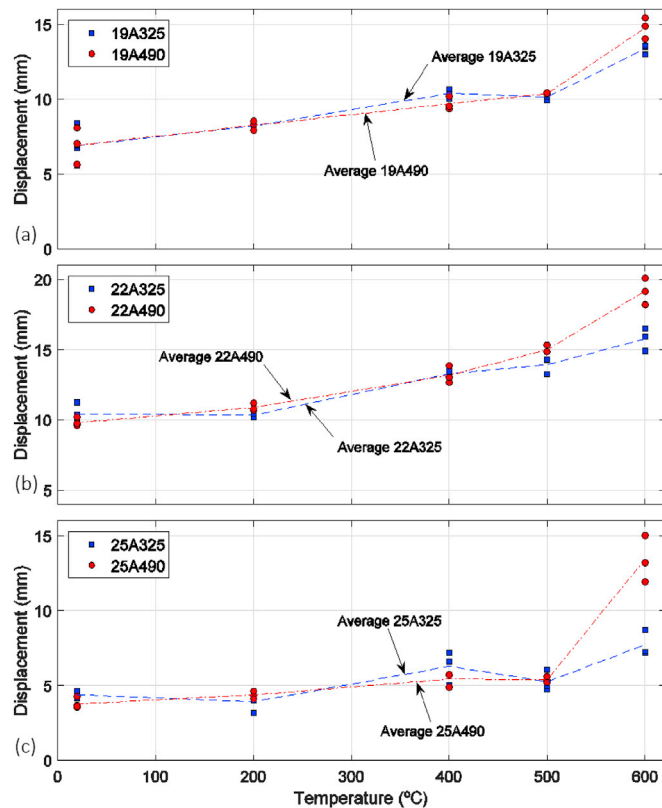 15
19A325
19A490
Average 19A325
10
Displacement (mm)
5
Average 19A490
(a)
0
20
22A325
22A490
15
Average 22A490
Displacement (mm)
10
Average 22A325
(b)
5
15
25A325
25A490
10
Displacement (mm)
Average 25A325
5
Average 25A490
(c)
0
0 100 200 300 400 500 600
Temperature (ºC)